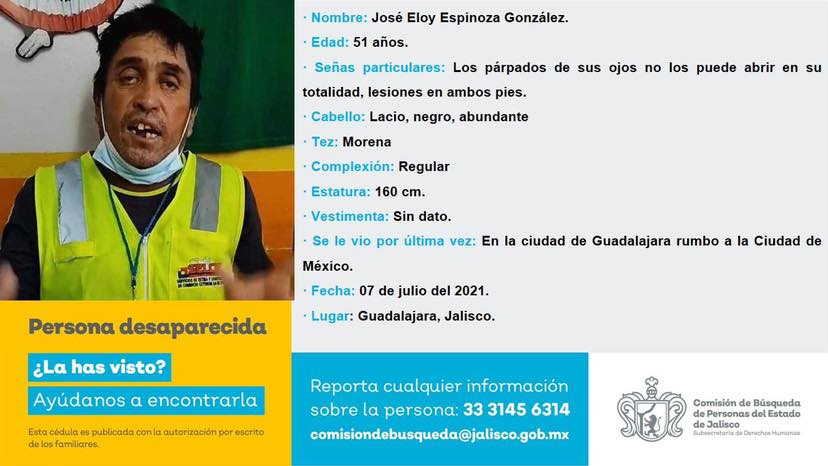 · Nombre: José Eloy Espinoza González.
· Edad: 51 años.
· Señas particulares: Los párpados de sus ojos no los puede abrir en su
totalidad, lesiones en ambos pies.
· Cabello: Lacio, negro, abundante
· Tez: Morena
· Complexión: Regular
· Estatura: 160 cm.
· Vestimenta: Sin dato.
· Se le vio por última vez: En la ciudad de Guadalajara rumbo a la Ciudad de
México.
· Fecha: 07 de julio del 2021.
· Lugar: Guadalajara, Jalisco.
Persona desaparecida
¿La has visto?
Ayúdanos a encontrarla
Esta cédula es publicada con la autorización por escrito
de los familiares.
Reporta cualquier información
sobre la persona: 33 3145 6314
comisiondebusqueda@jalisco.gob.mx
Comisión de Búsqueda
de Personas del Estado
de Jalisco
Subsecretaría de Derechos Humanos